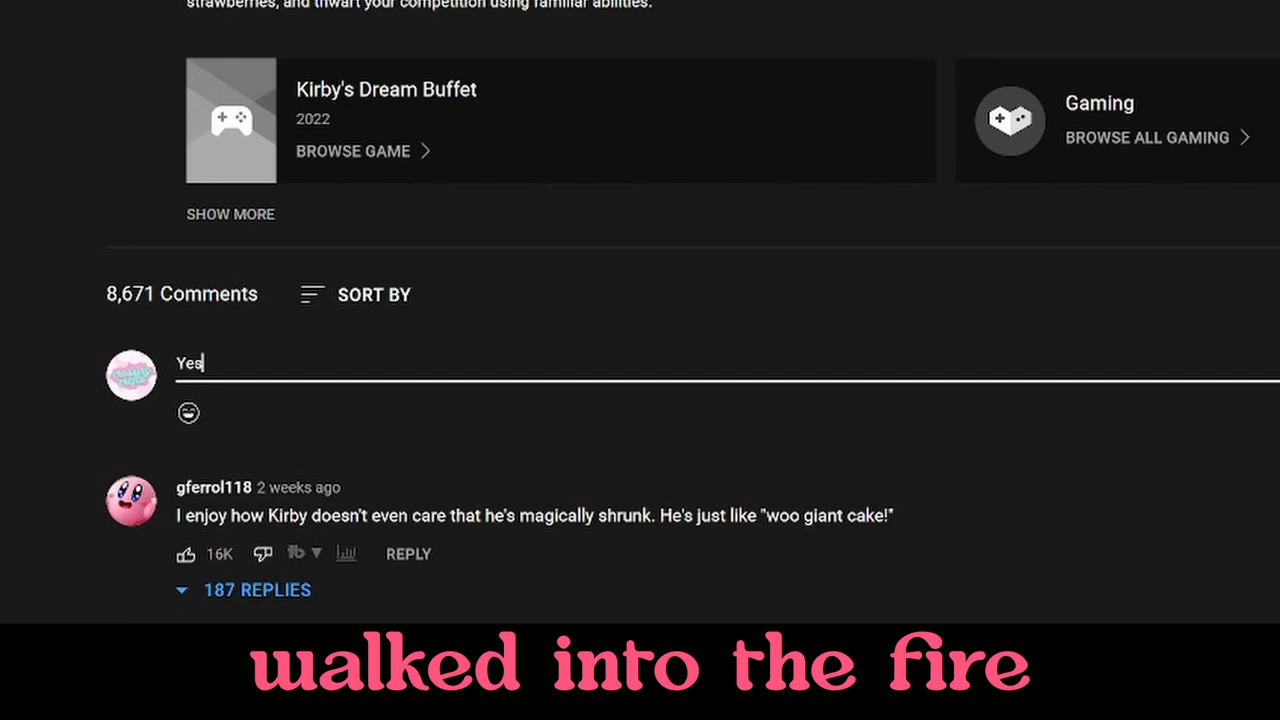 strawberries, and thwart your competition using familiar abilities.
Kirby's Dream Buffet
2022
BROWSE GAME
Gaming
BROWSE ALL GAMING
SHOW MORE
8,671 Comments
SORT BY
Yes
gferrol118 2 weeks ago
I enjoy how Kirby doesn't even care that he's magically shrunk. He's just like "woo giant cake!"
16K
tb
REPLY
187 REPLIES
walked into the fire